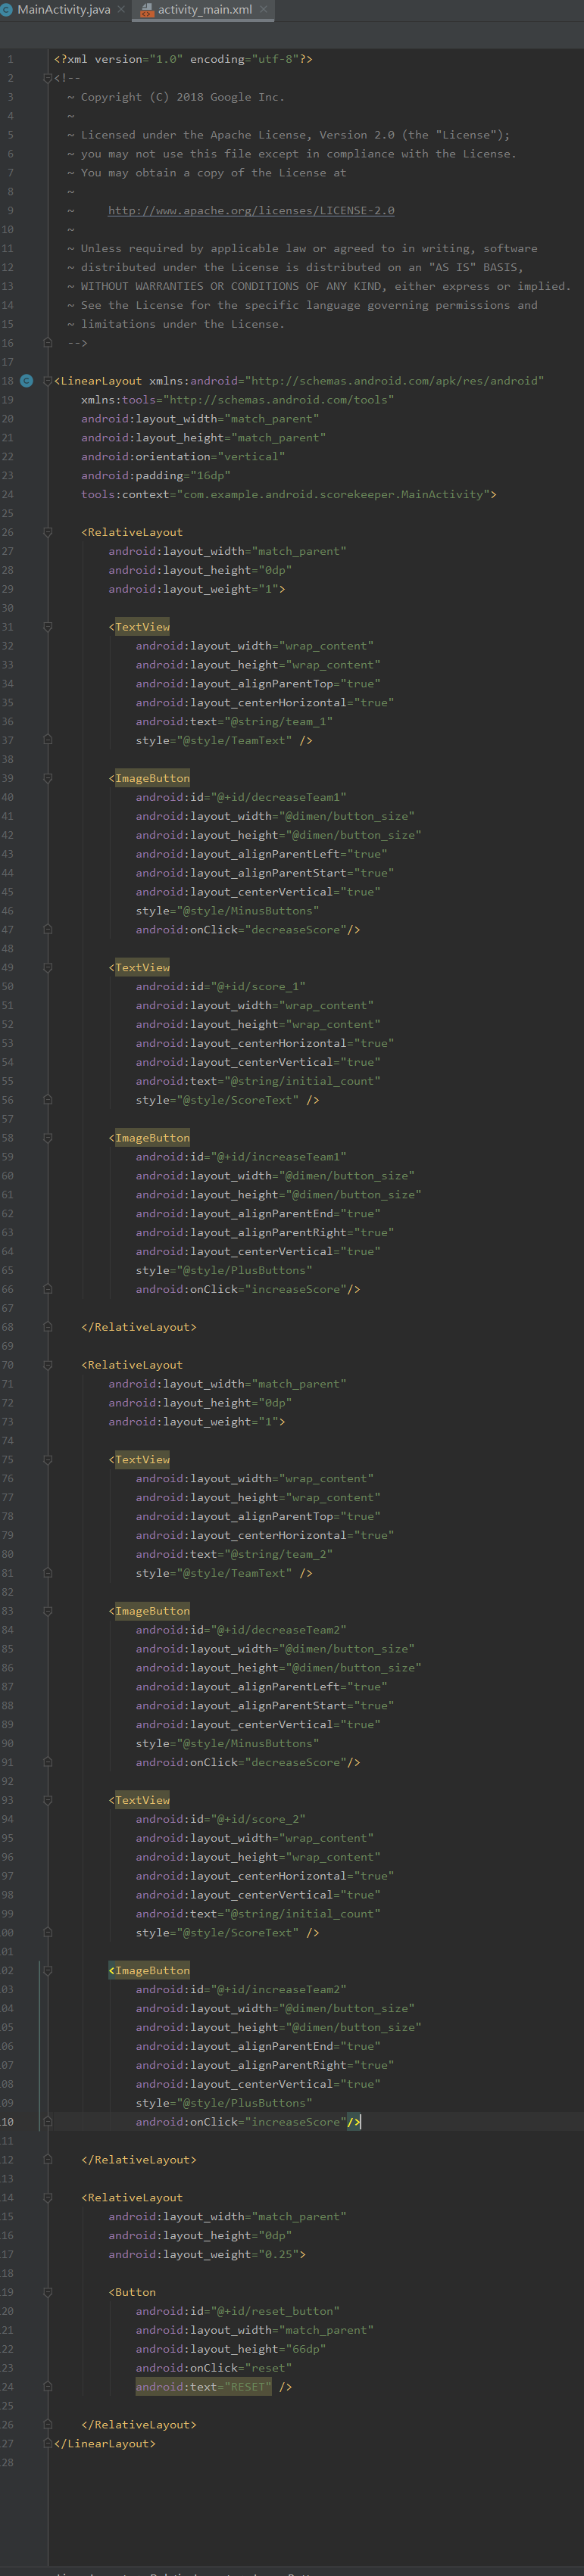 MainActivity.java × activity_main.xml ×
1 <?xml version="1.0" encoding="utf-8"?>
2 <!--
3 ~ Copyright (C) 2018 Google Inc.
4 ~
5 ~ Licensed under the Apache License, Version 2.0 (the "License");
6 ~ you may not use this file except in compliance with the License.
7 ~ You may obtain a copy of the License at
8 ~
9 ~ http://www.apache.org/licenses/LICENSE-2.0
10 ~
11 ~ Unless required by applicable law or agreed to in writing, software
12 ~ distributed under the License is distributed on an "AS IS" BASIS,
13 ~ WITHOUT WARRANTIES OR CONDITIONS OF ANY KIND, either express or implied.
14 ~ See the License for the specific language governing permissions and
15 ~ limitations under the License.
16 -->
17
18 <LinearLayout xmlns:android="http://schemas.android.com/apk/res/android"
19 xmlns:tools="http://schemas.android.com/tools"
20 android:layout_width="match_parent"
21 android:layout_height="match_parent"
22 android:orientation="vertical"
23 android:padding="16dp"
24 tools:context="com.example.android.scorekeeper.MainActivity">
25
26 <RelativeLayout
27 android:layout_width="match_parent"
28 android:layout_height="0dp"
29 android:layout_weight="1">
30
31 <TextView
32 android:layout_width="wrap_content"
33 android:layout_height="wrap_content"
34 android:layout_alignParentTop="true"
35 android:layout_centerHorizontal="true"
36 android:text="@string/team_1"
37 style="@style/TeamText" />
38
39 <ImageButton
40 android:id="@+id/decreaseTeam1"
41 android:layout_width="@dimen/button_size"
42 android:layout_height="@dimen/button_size"
43 android:layout_alignParentLeft="true"
44 android:layout_alignParentStart="true"
45 android:layout_centerVertical="true"
46 style="@style/MinusButtons"
47 android:onClick="decreaseScore"/>
48
49 <TextView
50 android:id="@+id/score_1"
51 android:layout_width="wrap_content"
52 android:layout_height="wrap_content"
53 android:layout_centerHorizontal="true"
54 android:layout_centerVertical="true"
55 android:text="@string/initial_count"
56 style="@style/ScoreText" />
57
58 <ImageButton
59 android:id="@+id/increaseTeam1"
60 android:layout_width="@dimen/button_size"
61 android:layout_height="@dimen/button_size"
62 android:layout_alignParentEnd="true"
63 android:layout_alignParentRight="true"
64 android:layout_centerVertical="true"
65 style="@style/PlusButtons"
66 android:onClick="increaseScore"/>
67
68 </RelativeLayout>
69
70 <RelativeLayout
71 android:layout_width="match_parent"
72 android:layout_height="0dp"
73 android:layout_weight="1">
74
75 <TextView
76 android:layout_width="wrap_content"
77 android:layout_height="wrap_content"
78 android:layout_alignParentTop="true"
79 android:layout_centerHorizontal="true"
80 android:text="@string/team_2"
81 style="@style/TeamText" />
82
83 <ImageButton
84 android:id="@+id/decreaseTeam2"
85 android:layout_width="@dimen/button_size"
86 android:layout_height="@dimen/button_size"
87 android:layout_alignParentLeft="true"
88 android:layout_alignParentStart="true"
89 android:layout_centerVertical="true"
90 style="@style/MinusButtons"
91 android:onClick="decreaseScore"/>
92
93 <TextView
94 android:id="@+id/score_2"
95 android:layout_width="wrap_content"
96 android:layout_height="wrap_content"
97 android:layout_centerHorizontal="true"
98 android:layout_centerVertical="true"
99 android:text="@string/initial_count"
00 style="@style/ScoreText" />
01
02 <ImageButton
03 android:id="@+id/increaseTeam2"
04 android:layout_width="@dimen/button_size"
05 android:layout_height="@dimen/button_size"
06 android:layout_alignParentEnd="true"
07 android:layout_alignParentRight="true"
08 android:layout_centerVertical="true"
09 style="@style/PlusButtons"
10 android:onClick="increaseScore"/>
11
12 </RelativeLayout>
13
14 <RelativeLayout
15 android:layout_width="match_parent"
16 android:layout_height="0dp"
17 android:layout_weight="0.25">
18
19 <Button
20 android:id="@+id/reset_button"
21 android:layout_width="match_parent"
22 android:layout_height="66dp"
23 android:onClick="reset"
24 android:text="RESET" />
25
26 </RelativeLayout>
27 </LinearLayout>
28